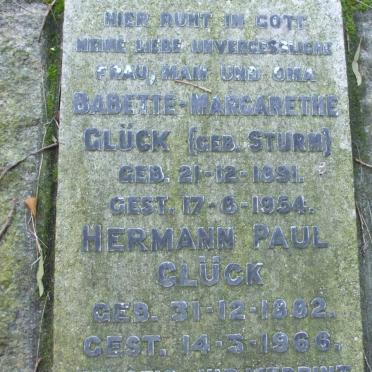 HIER RUHT IN GOTT
MEINE LIEBE UNVERGESSLICHE
FRAU, MAM UND OMA
BABETTE-MARGARETHE
GLÜCK (GEB. STURM)
GEB. 21-12-1891.
GEST. 17-6-1954.
HERMANN PAUL
GLÜCK
GEB. 31-12-1892.
GEST. 14-3-1966.